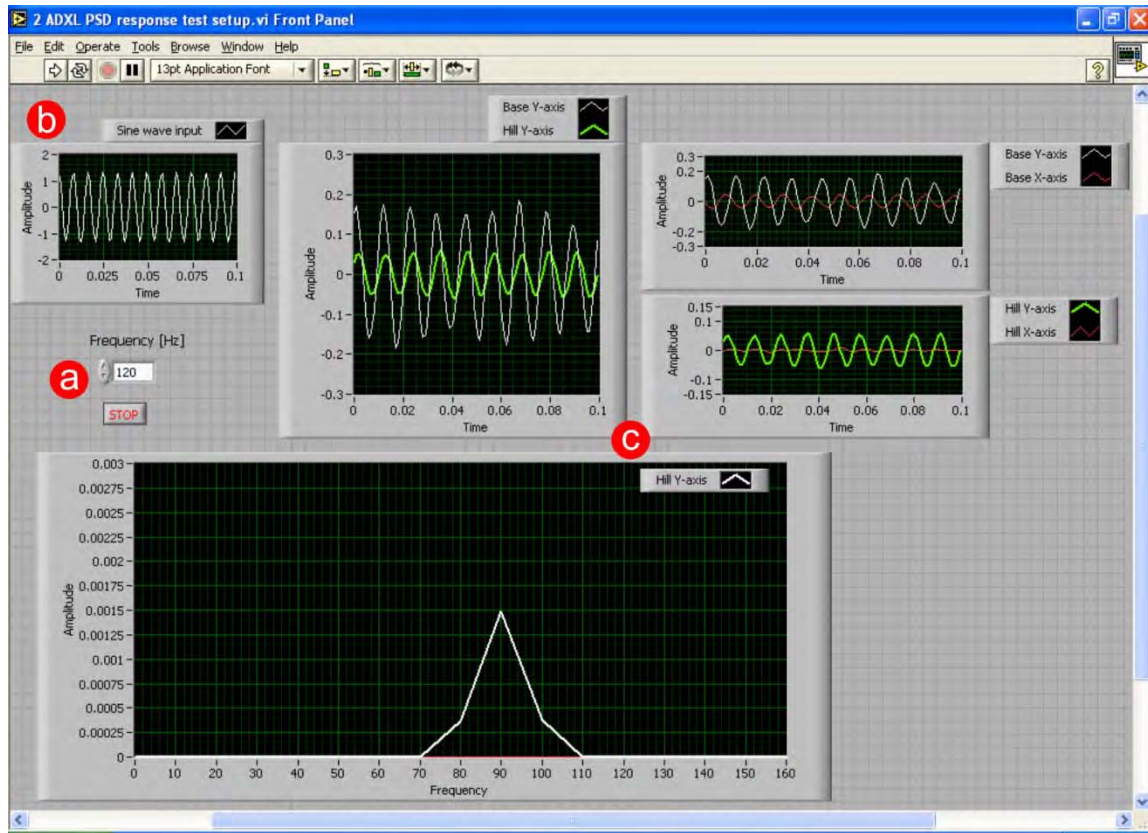 2 ADXL PSD response test setup.vi Front Panel
File Edit Operate Tools Browse Window Help
13pt Application Font
?
b
Sine wave input
2
1
0
-1
-2
Amplitude
0 0.025 0.05 0.075 0.1
Time
Frequency [Hz]
a
120
STOP
Base Y-axis
Hill Y-axis
0.3
0.2
0.1
0
-0.1
-0.2
-0.3
Amplitude
0 0.02 0.04 0.06 0.08 0.1
Time
Base Y-axis
Base X-axis
0.3
0.2
0
-0.2
-0.3
Amplitude
0 0.02 0.04 0.06 0.08 0.1
Time
Hill Y-axis
Hill X-axis
0.15
0.1
0
-0.1
-0.15
Amplitude
0 0.02 0.04 0.06 0.08 0.1
Time
c
Hill Y-axis
0.003
0.00275
0.0025
0.00225
0.002
0.00175
0.0015
0.00125
0.001
0.00075
0.0005
0.00025
0
Amplitude
0 10 20 30 40 50 60 70 80 90 100 110 120 130 140 150 160
Frequency